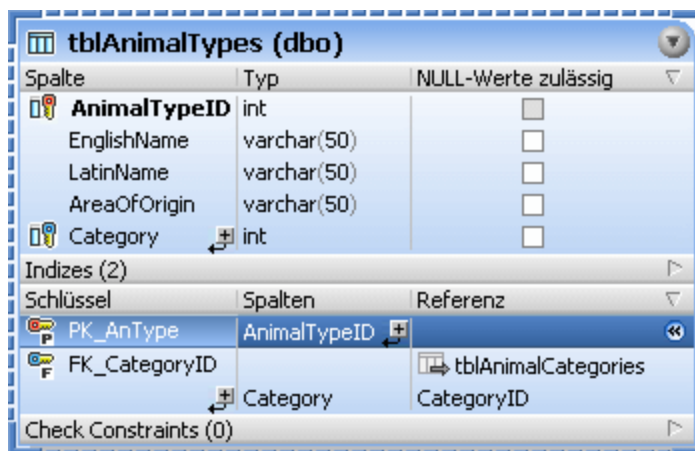 tblAnimalTypes (dbo)
Spalte Typ NULL-Werte zulässig
AnimalTypeID int
EnglishName varchar(50)
LatinName varchar(50)
AreaOfOrigin varchar(50)
Category int
Indizes (2)
Schlüssel Spalten Referenz
P PK_AnType AnimalTypeID
F FK_CategoryID tblAnimalCategories
Category CategoryID
Check Constraints (0)